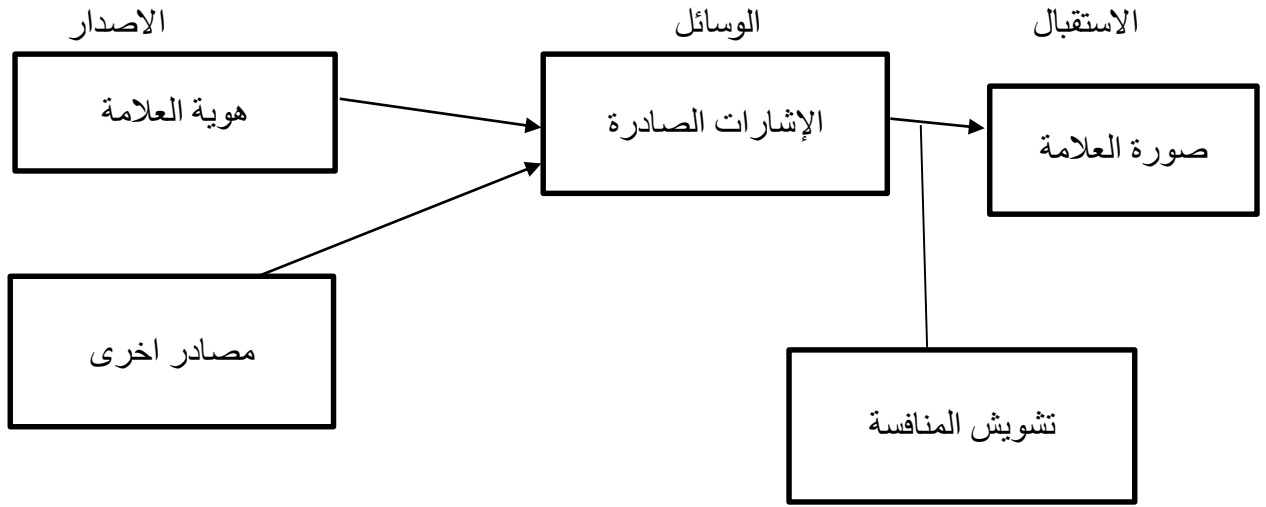 الاصدار
الوسائل
الاستقبال
هوية العلامة
الإشارات الصادرة
صورة العلامة
مصادر اخرى
تشويش المنافسة